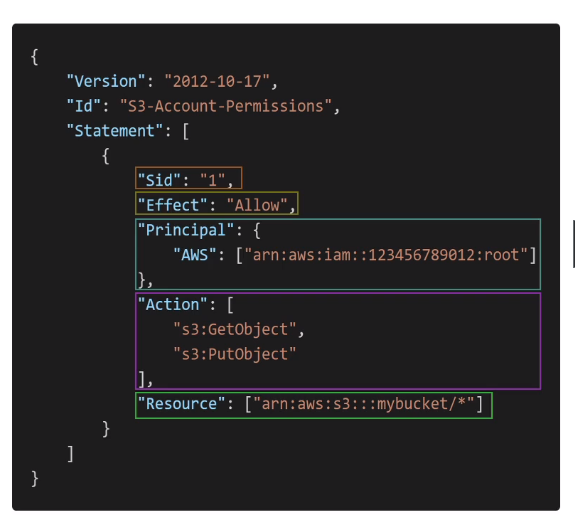 {
"Version": "2012-10-17",
"Id": "S3-Account-Permissions",
"Statement": [
{
"Sid": "1",
"Effect": "Allow",
"Principal": {
"AWS": ["arn:aws:iam::123456789012:root"]
},
"Action": [
"s3:GetObject",
"s3:PutObject"
],
"Resource": ["arn:aws:s3:::mybucket/*"]
}
]
}